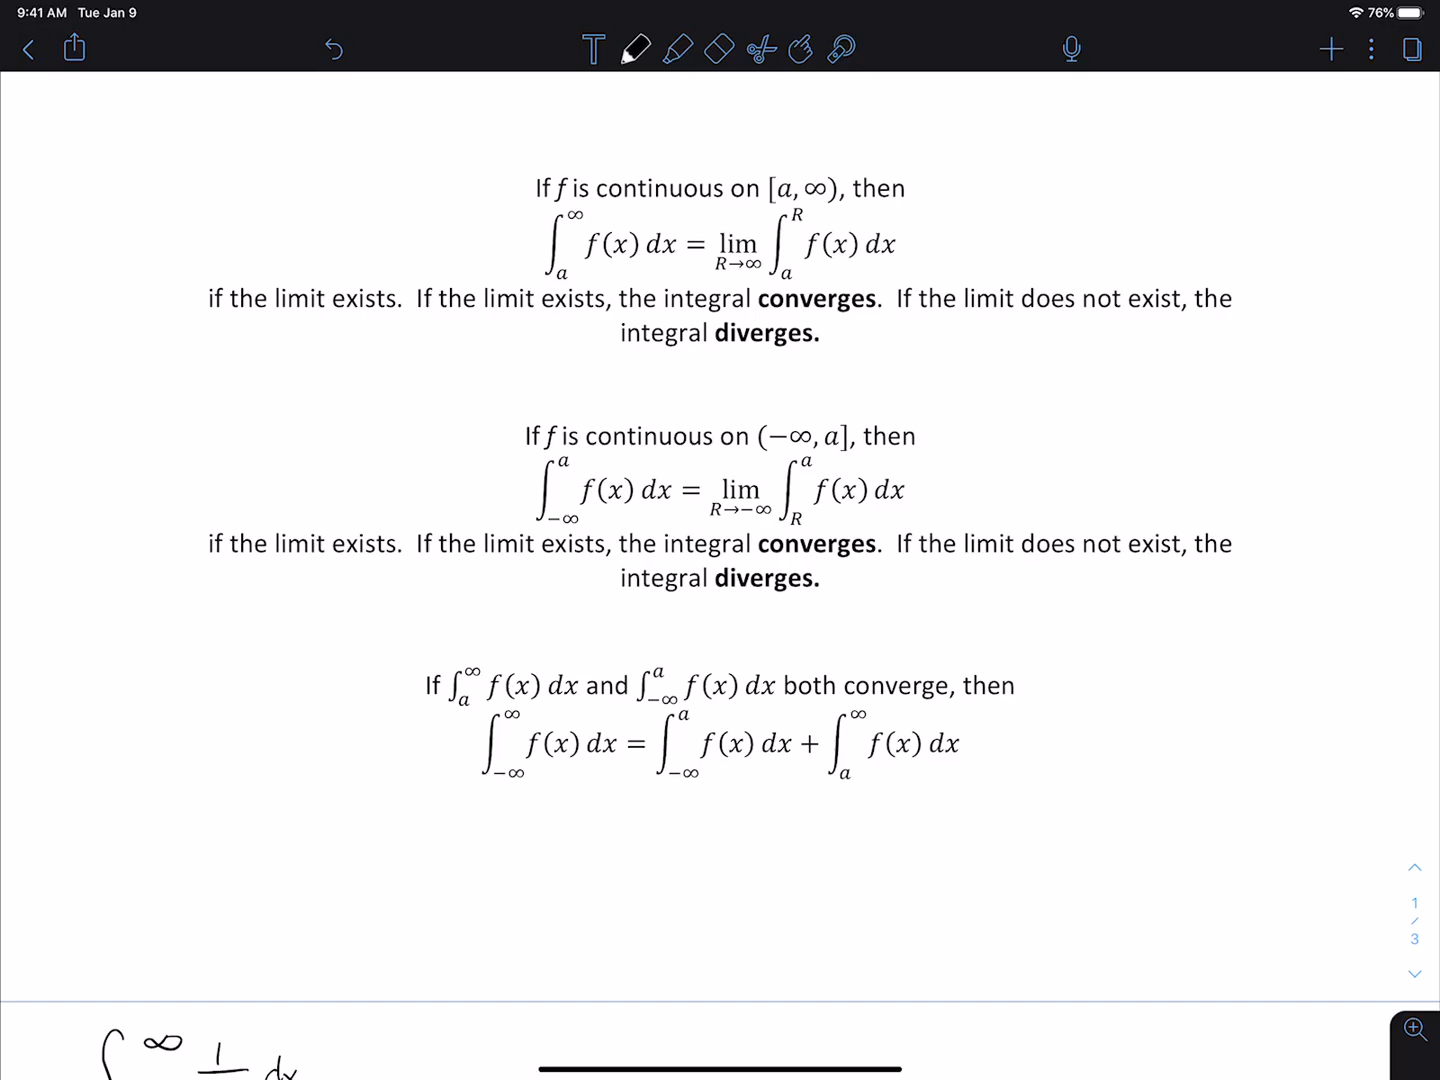 9:41 AM Tue Jan 9
76%
If f is continuous on [a, ∞), then
∫_a^∞ f(x) dx = lim_{R→∞} ∫_a^R f(x) dx
if the limit exists. If the limit exists, the integral converges. If the limit does not exist, the
integral diverges.
If f is continuous on (−∞, a], then
∫_{−∞}^a f(x) dx = lim_{R→−∞} ∫_R^a f(x) dx
if the limit exists. If the limit exists, the integral converges. If the limit does not exist, the
integral diverges.
If ∫_a^∞ f(x) dx and ∫_{−∞}^a f(x) dx both converge, then
∫_{−∞}^∞ f(x) dx = ∫_{−∞}^a f(x) dx + ∫_a^∞ f(x) dx
1
/
3
∫^∞ 1 dx